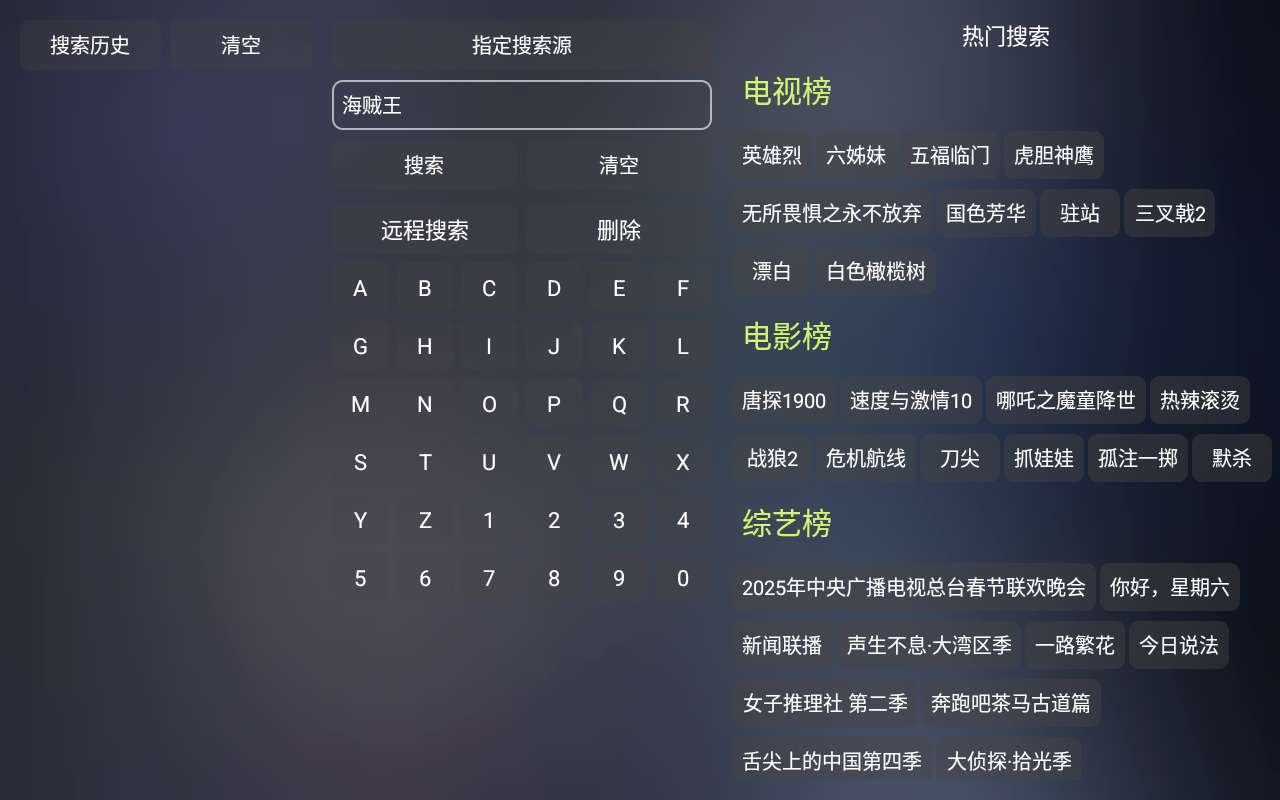 搜索历史 清空
指定搜索源
海贼王
搜索 清空
远程搜索 删除
A B C D E F
G H I J K L
M N O P Q R
S T U V W X
Y Z 1 2 3 4
5 6 7 8 9 0
热门搜索
电视榜
英雄烈 六姊妹 五福临门 虎胆神鹰
无所畏惧之永不放弃 国色芳华 驻站 三叉戟2
漂白 白色橄榄树
电影榜
唐探1900 速度与激情10 哪吒之魔童降世 热辣滚烫
战狼2 危机航线 刀尖 抓娃娃 孤注一掷 默杀
综艺榜
2025年中央广播电视总台春节联欢晚会 你好，星期六
新闻联播 声生不息·大湾区季 一路繁花 今日说法
女子推理社 第二季 奔跑吧茶马古道篇
舌尖上的中国第四季 大侦探·拾光季